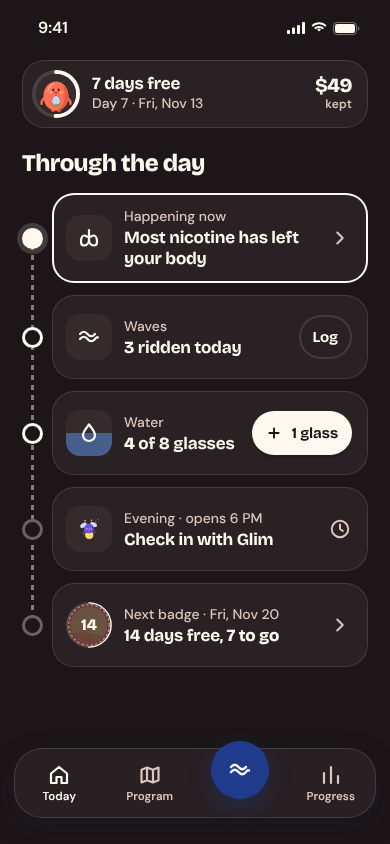 9:41
7 days free
Day 7 · Fri, Nov 13
$49
kept
Through the day
Happening now
Most nicotine has left
your body
Waves
3 ridden today
Log
Water
4 of 8 glasses
+ 1 glass
Evening · opens 6 PM
Check in with Glim
14
Next badge · Fri, Nov 20
14 days free, 7 to go
Today
Program
Progress